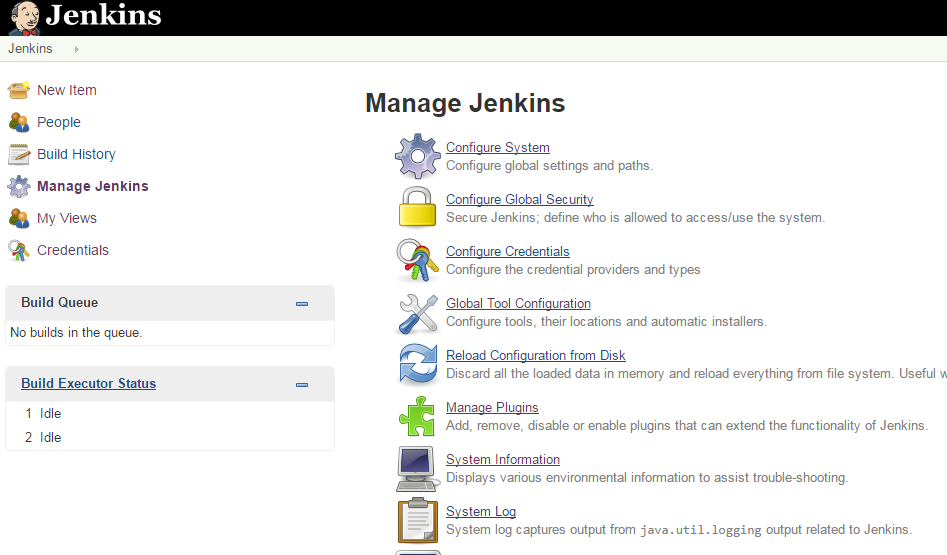 Jenkins
Jenkins
New Item
People
Build History
Manage Jenkins
My Views
Credentials
Build Queue
No builds in the queue.
Build Executor Status
1 Idle
2 Idle
Manage Jenkins
Configure System
Configure global settings and paths.
Configure Global Security
Secure Jenkins; define who is allowed to access/use the system.
Configure Credentials
Configure the credential providers and types
Global Tool Configuration
Configure tools, their locations and automatic installers.
Reload Configuration from Disk
Discard all the loaded data in memory and reload everything from file system. Useful w
Manage Plugins
Add, remove, disable or enable plugins that can extend the functionality of Jenkins.
System Information
Displays various environmental information to assist trouble-shooting.
System Log
System log captures output from java.util.logging output related to Jenkins.